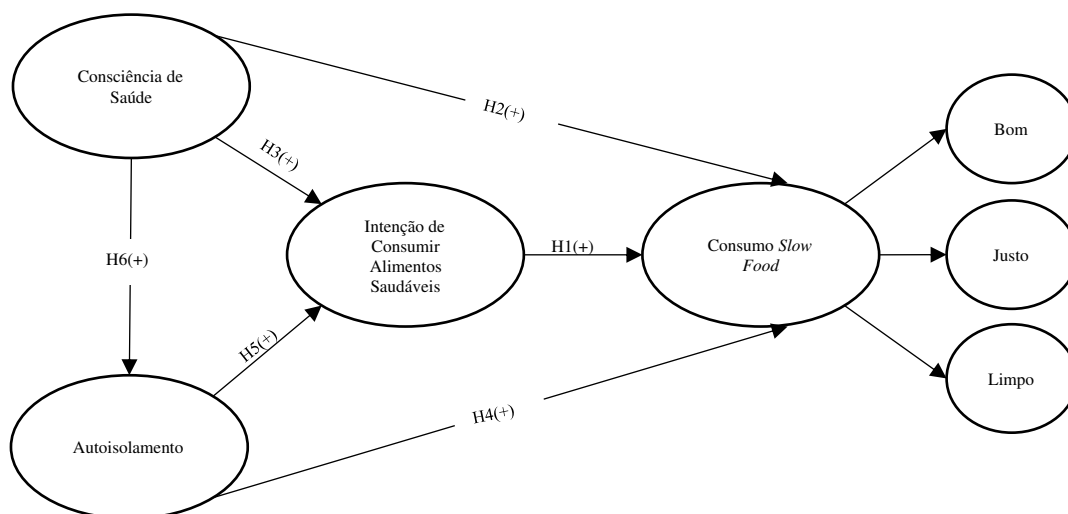 Consciência de
Saúde
H2(+)
Bom
H3(+)
Intenção de
Consumir
Alimentos
Saudáveis
H1(+)
Consumo Slow
Food
Justo
H6(+)
H5(+)
Limpo
H4(+)
Autoisolamento